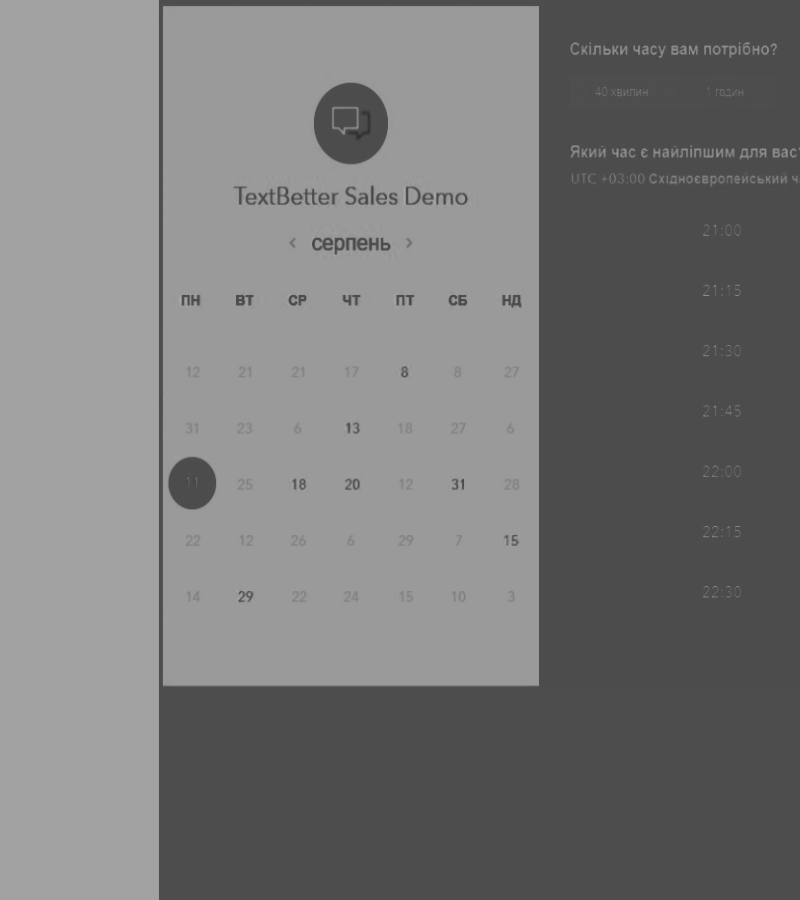 TextBetter Sales Demo
‹ серпень ›
ПН ВТ СР ЧТ ПТ СБ НД
12 21 21 17 8 8 27
31 23 6 13 18 27 6
11 25 18 20 12 31 28
22 12 26 6 29 7 15
14 29 22 24 15 10 3
Скільки часу вам потрібно?
40 хвилин 1 годин
Який час є найліпшим для вас
UTC +03:00 Східноєвропейський ч
21:00
21:15
21:30
21:45
22:00
22:15
22:30